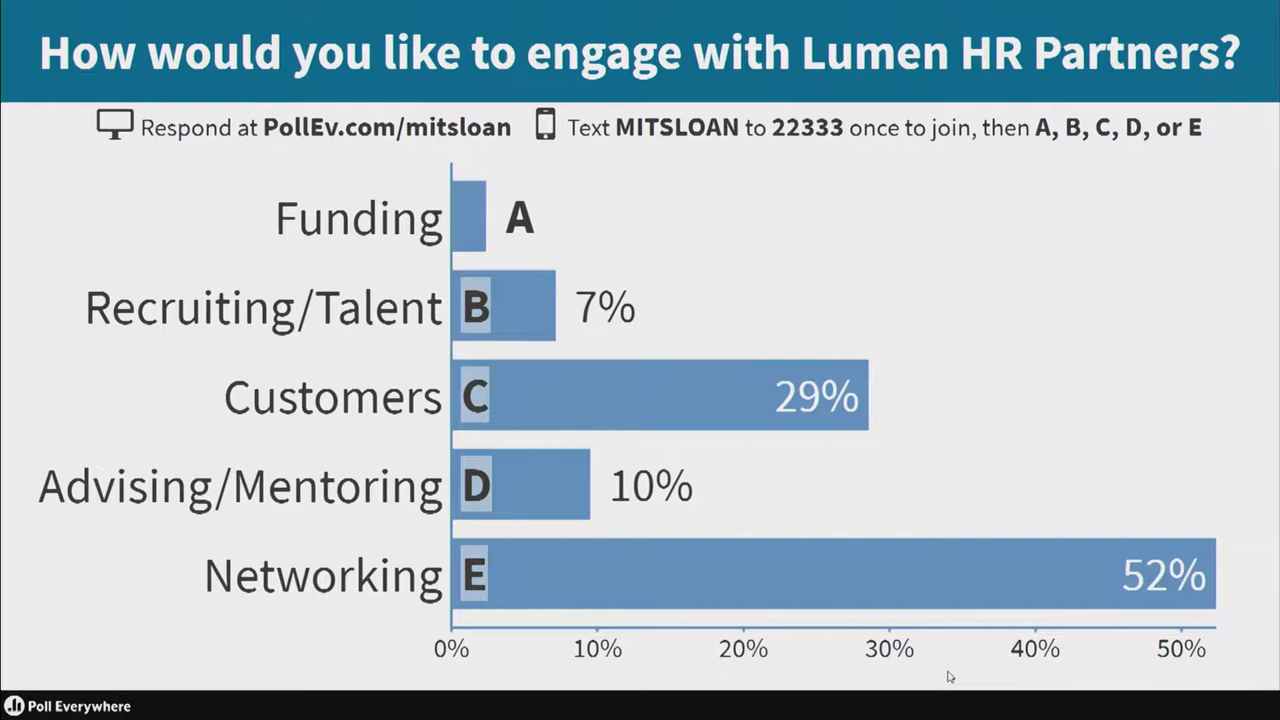 How would you like to engage with Lumen HR Partners?
Respond at PollEv.com/mitsloan Text MITSLOAN to 22333 once to join, then A, B, C, D, or E
Funding A
Recruiting/Talent B 7%
Customers C 29%
Advising/Mentoring D 10%
Networking E 52%
0% 10% 20% 30% 40% 50%
Poll Everywhere